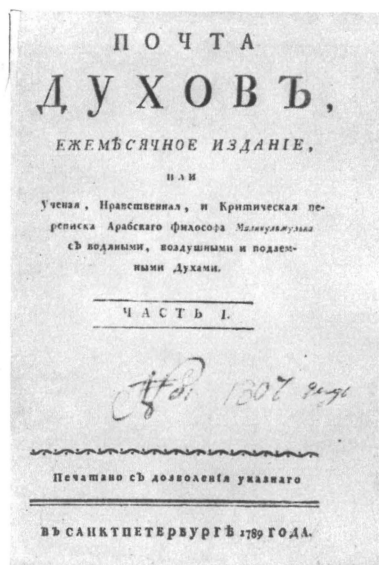 ПОЧТА
ДУХОВЪ,
ЕЖЕМѢСЯЧНОЕ ИЗДАНІЕ,
ИЛИ
Ученая, Нравственная, и Критическая пе-
реписка Арабскаго философа Маликульмулька
съ водяными, воздушными и подзем-
ными Духами.
ЧАСТЬ I.
1807
Печатано съ дозволенія указнаго
ВЪ САНКТПЕТЕРБУРГѢ 1789 ГОДА.